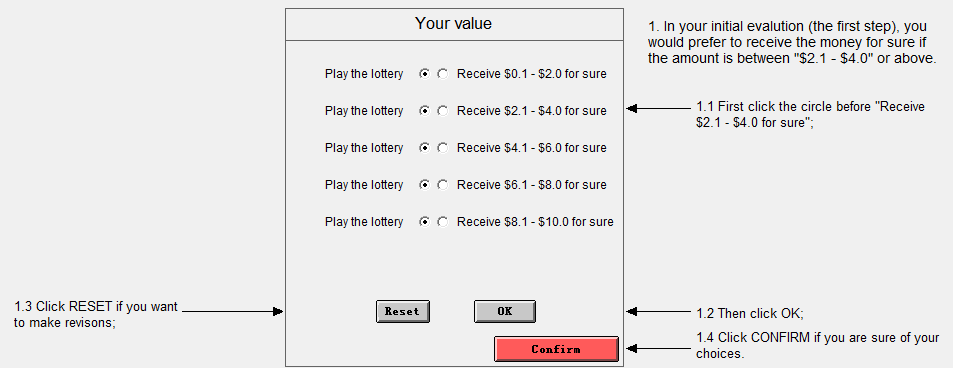 Your value
1. In your initial evalution (the first step), you
would prefer to receive the money for sure if
the amount is between "$2.1 - $4.0" or above.
Play the lottery Receive $0.1 - $2.0 for sure
Play the lottery Receive $2.1 - $4.0 for sure
1.1 First click the circle before "Receive
$2.1 - $4.0 for sure";
Play the lottery Receive $4.1 - $6.0 for sure
Play the lottery Receive $6.1 - $8.0 for sure
Play the lottery Receive $8.1 - $10.0 for sure
1.3 Click RESET if you want
to make revisons;
Reset OK
1.2 Then click OK;
Confirm
1.4 Click CONFIRM if you are sure of your
choices.